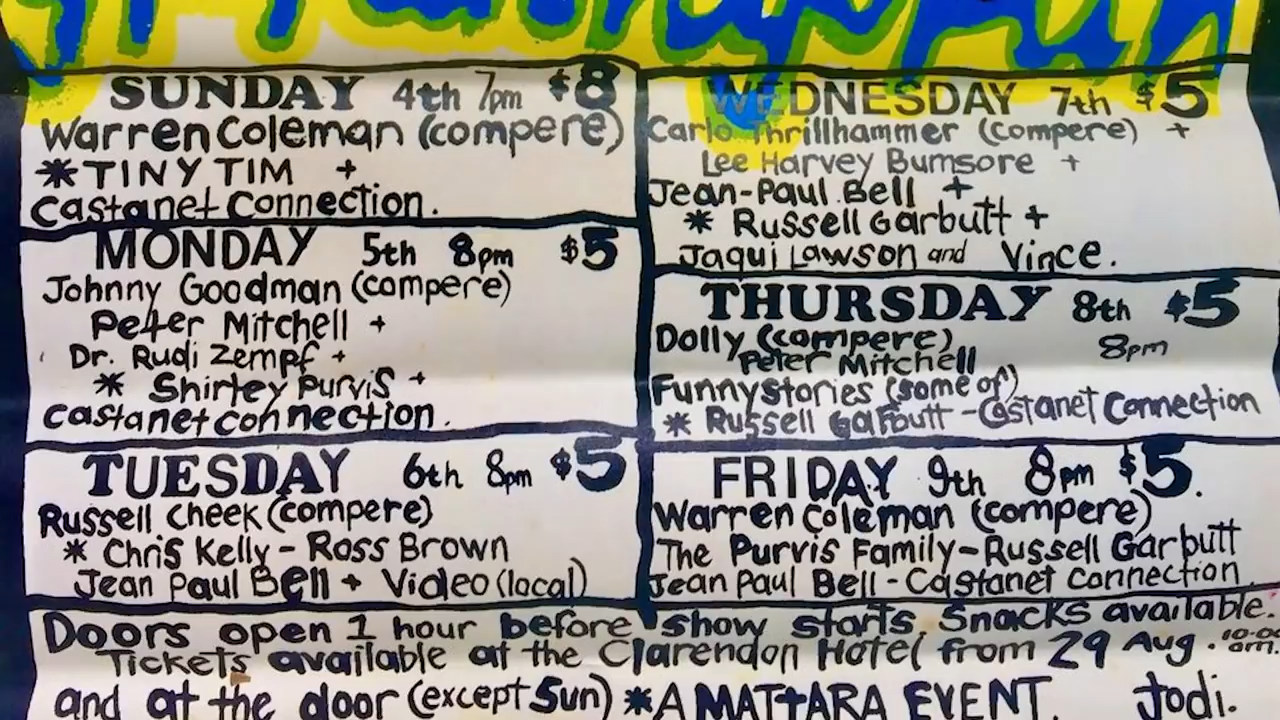 SUNDAY 4th 7pm $8
Warren Coleman (compere)
* TINY TIM +
Castanet Connection.
MONDAY 5th 8pm $5
Johnny Goodman (compere)
Peter Mitchell +
Dr. Rudi Zempf +
* Shirley Purvis +
Castanet connection.
TUESDAY 6th 8pm $5
Russell Cheek (compere)
* Chris Kelly - Ross Brown
Jean Paul Bell + Video (local)
WEDNESDAY 7th $5
Carlo Thrillhammer (compere) +
Lee Harvey Bumsore +
Jean-Paul Bell +
* Russell Garbutt +
Jaqui Lawson and Vince.
THURSDAY 8th $5
Dolly (compere) 8pm
Peter Mitchell
Funnystories (some of)
* Russell Garbutt - Castanet Connection
FRIDAY 9th 8pm $5.
Warren Coleman (compere)
The Purvis Family - Russell Garbutt
Jean Paul Bell - Castanet Connection
Doors open 1 hour before show starts. Snacks available.
Tickets available at the Clarendon Hotel from 29 Aug.
and at the door (except Sun) * A MATTARA EVENT. Jodi.